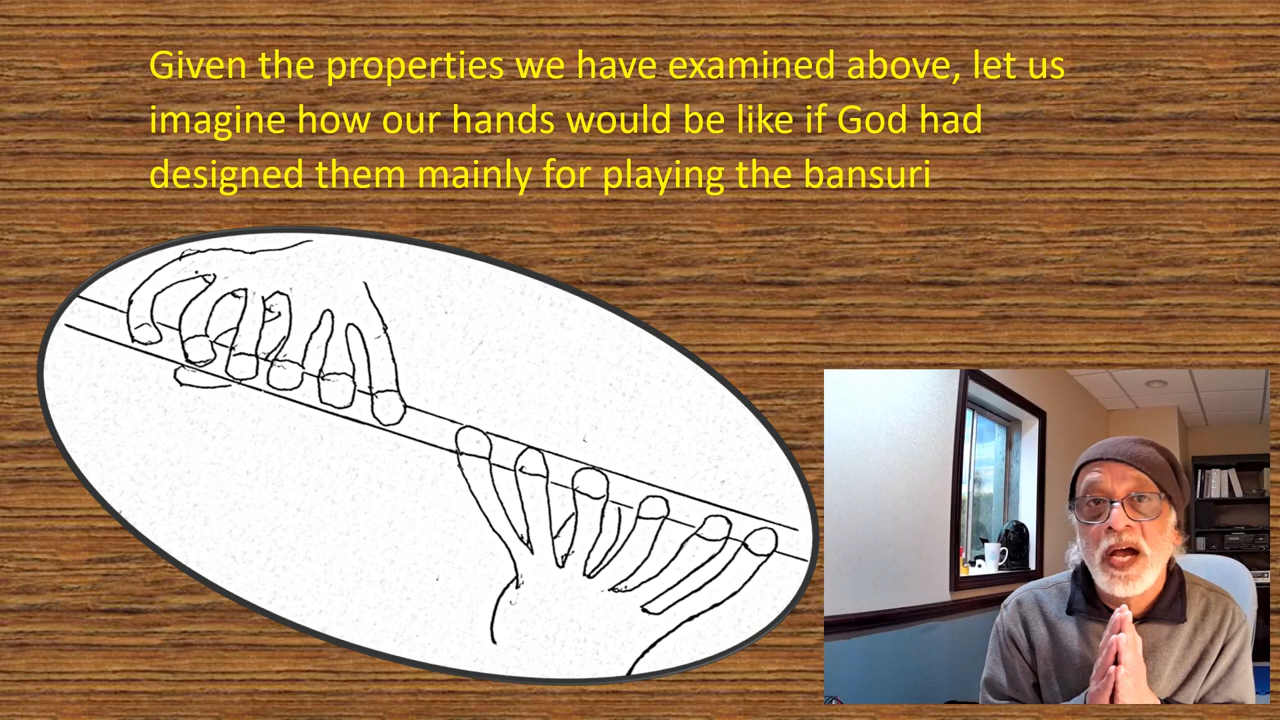 Given the properties we have examined above, let us
imagine how our hands would be like if God had
designed them mainly for playing the bansuri